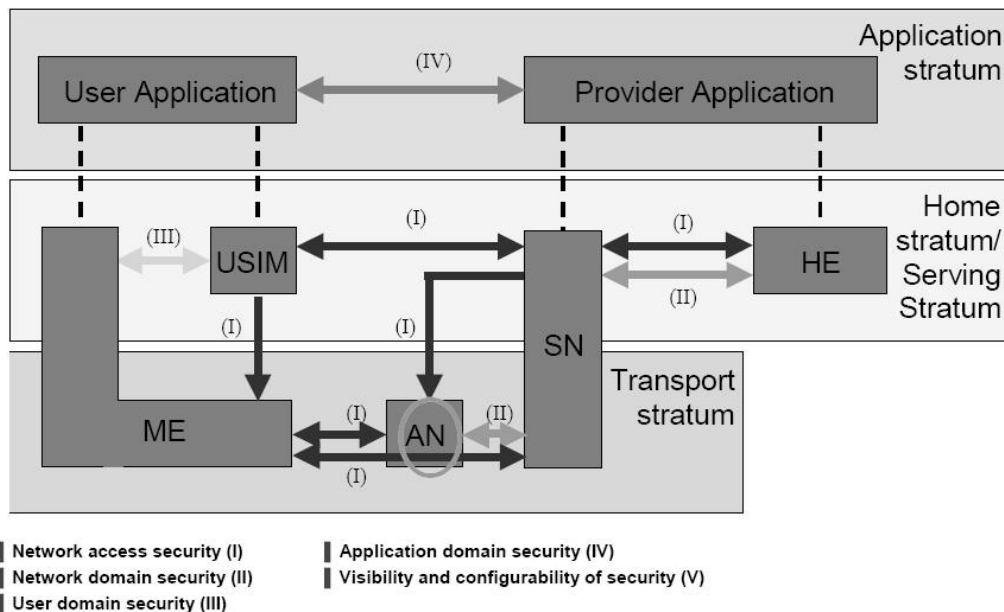 Application
stratum
(IV)
User Application
Provider Application
(I)
(I)
Home
stratum/
Serving
Stratum
(III)
USIM
HE
(II)
(I)
(I)
SN
Transport
stratum
(I)
(II)
ME
AN
(I)
Network access security (I)
Application domain security (IV)
Network domain security (II)
Visibility and configurability of security (V)
User domain security (III)